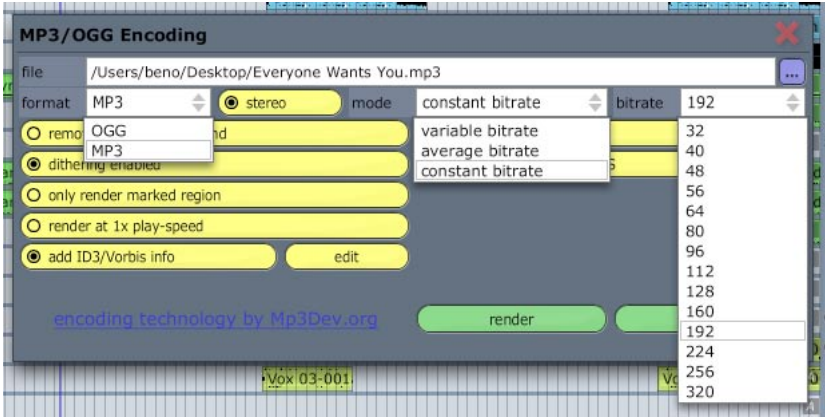 MP3/OGG Encoding
file /Users/beno/Desktop/Everyone Wants You.mp3 ...
format MP3 stereo mode constant bitrate bitrate 192
OGG
MP3
variable bitrate
average bitrate
constant bitrate
32
40
48
56
64
80
96
112
128
160
192
224
256
320
dithering enabled
only render marked region
render at 1x play-speed
add ID3/Vorbis info edit
encoding technology by Mp3Dev.org
render
Vox 03-001